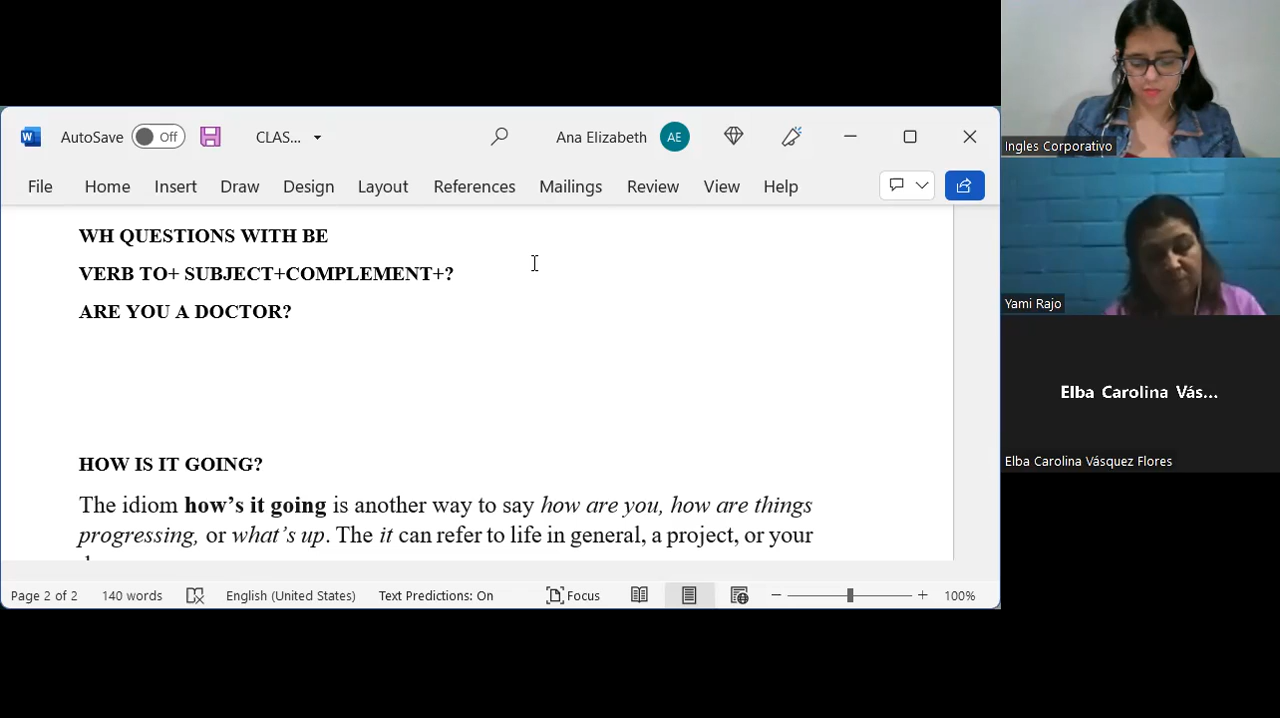 AutoSave Off CLAS... Ana Elizabeth AE
File Home Insert Draw Design Layout References Mailings Review View Help
WH QUESTIONS WITH BE
VERB TO+ SUBJECT+COMPLEMENT+?
ARE YOU A DOCTOR?
HOW IS IT GOING?
The idiom how’s it going is another way to say how are you, how are things
progressing, or what’s up. The it can refer to life in general, a project, or your
Page 2 of 2 140 words English (United States) Text Predictions: On Focus 100%
Ingles Corporativo
Yami Rajo
Elba Carolina Vás...
Elba Carolina Vásquez Flores